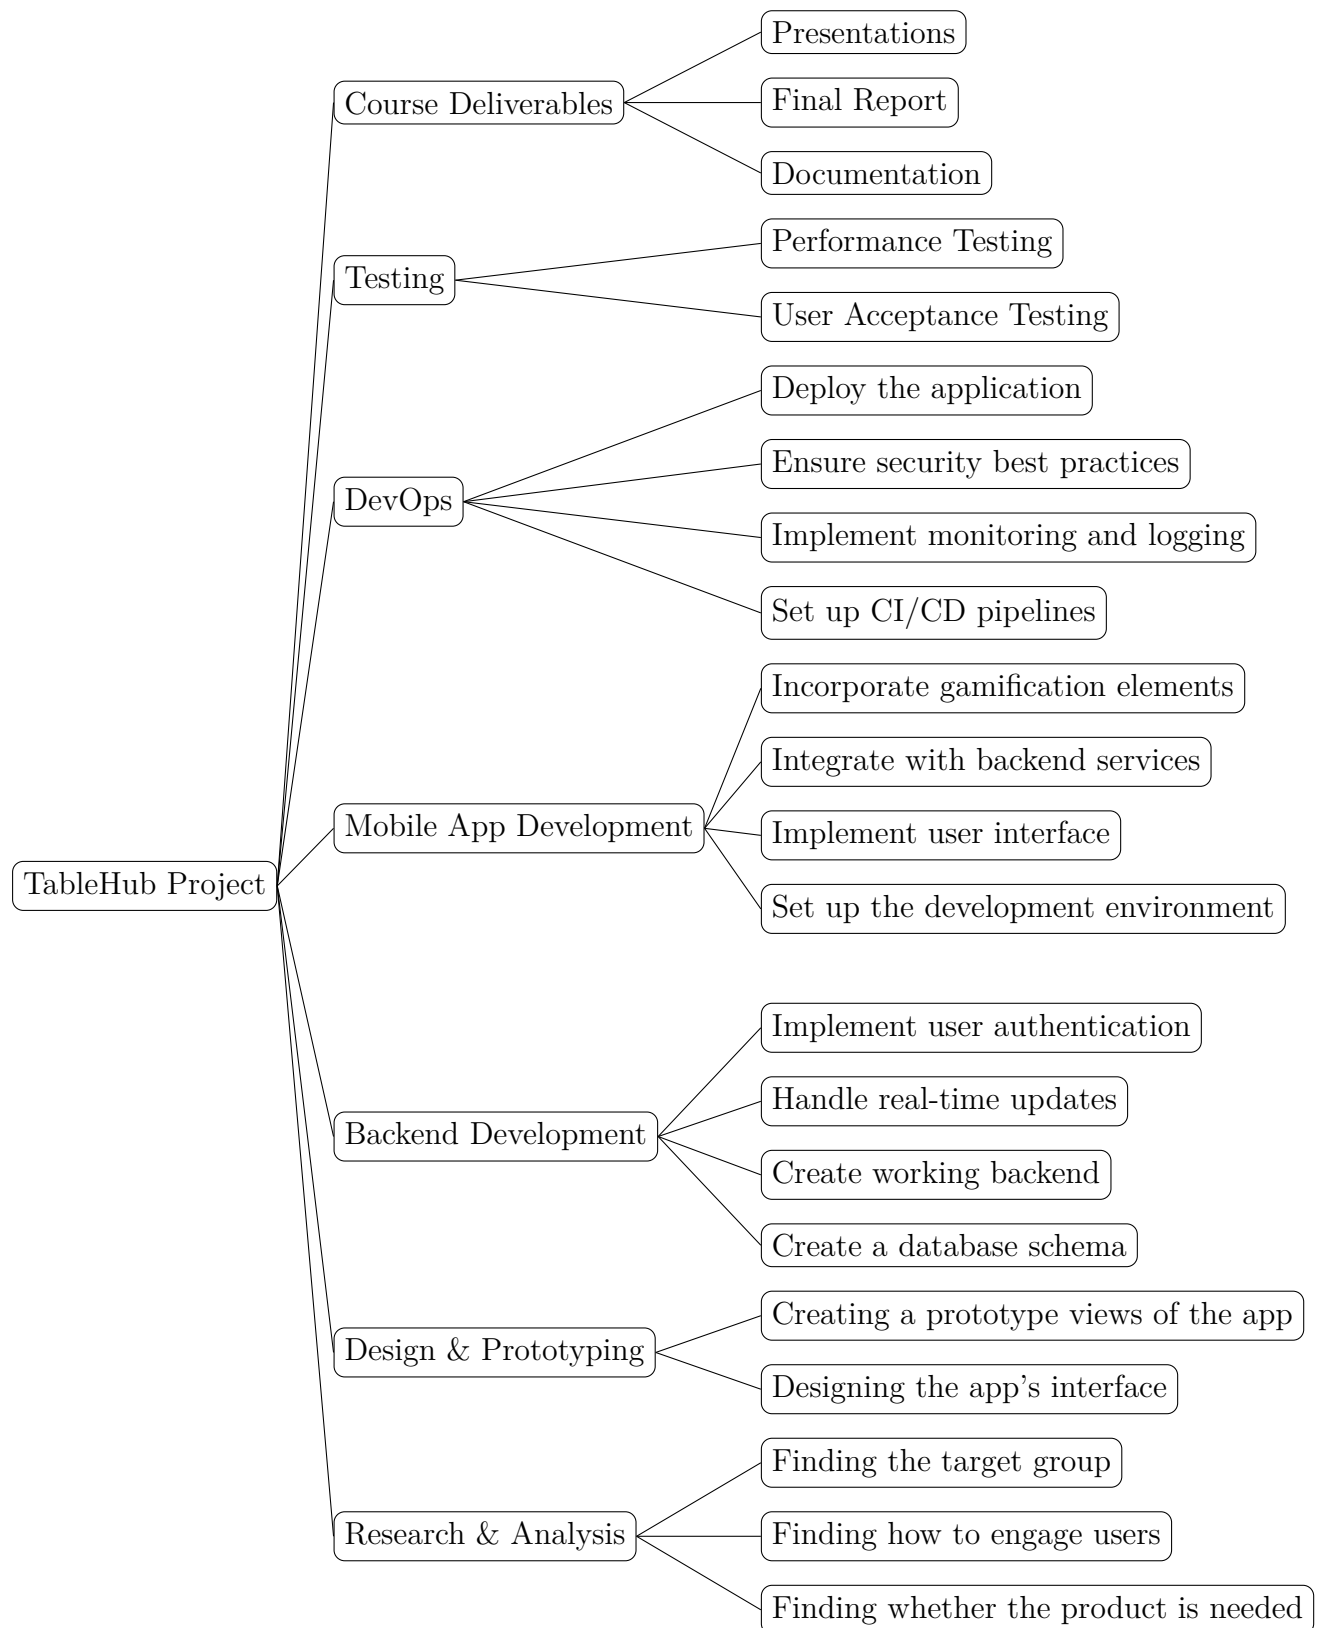 TableHub Project
Course Deliverables
Presentations
Final Report
Documentation
Testing
Performance Testing
User Acceptance Testing
DevOps
Deploy the application
Ensure security best practices
Implement monitoring and logging
Set up CI/CD pipelines
Mobile App Development
Incorporate gamification elements
Integrate with backend services
Implement user interface
Set up the development environment
Backend Development
Implement user authentication
Handle real-time updates
Create working backend
Create a database schema
Design & Prototyping
Creating a prototype views of the app
Designing the app's interface
Research & Analysis
Finding the target group
Finding how to engage users
Finding whether the product is needed